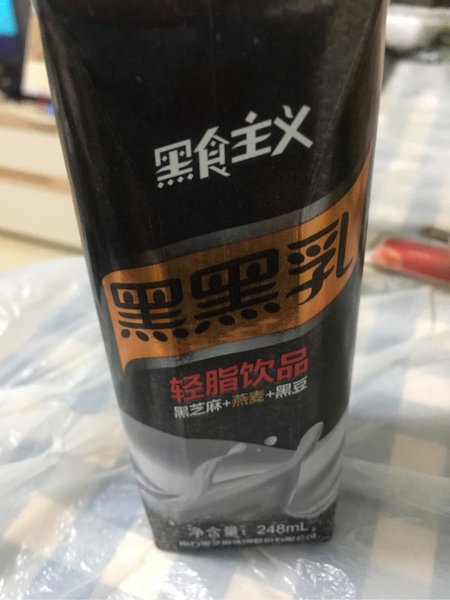 黑食主义
黑黑乳
轻脂饮品
黑芝麻+燕麦+黑豆
净含量：248mL